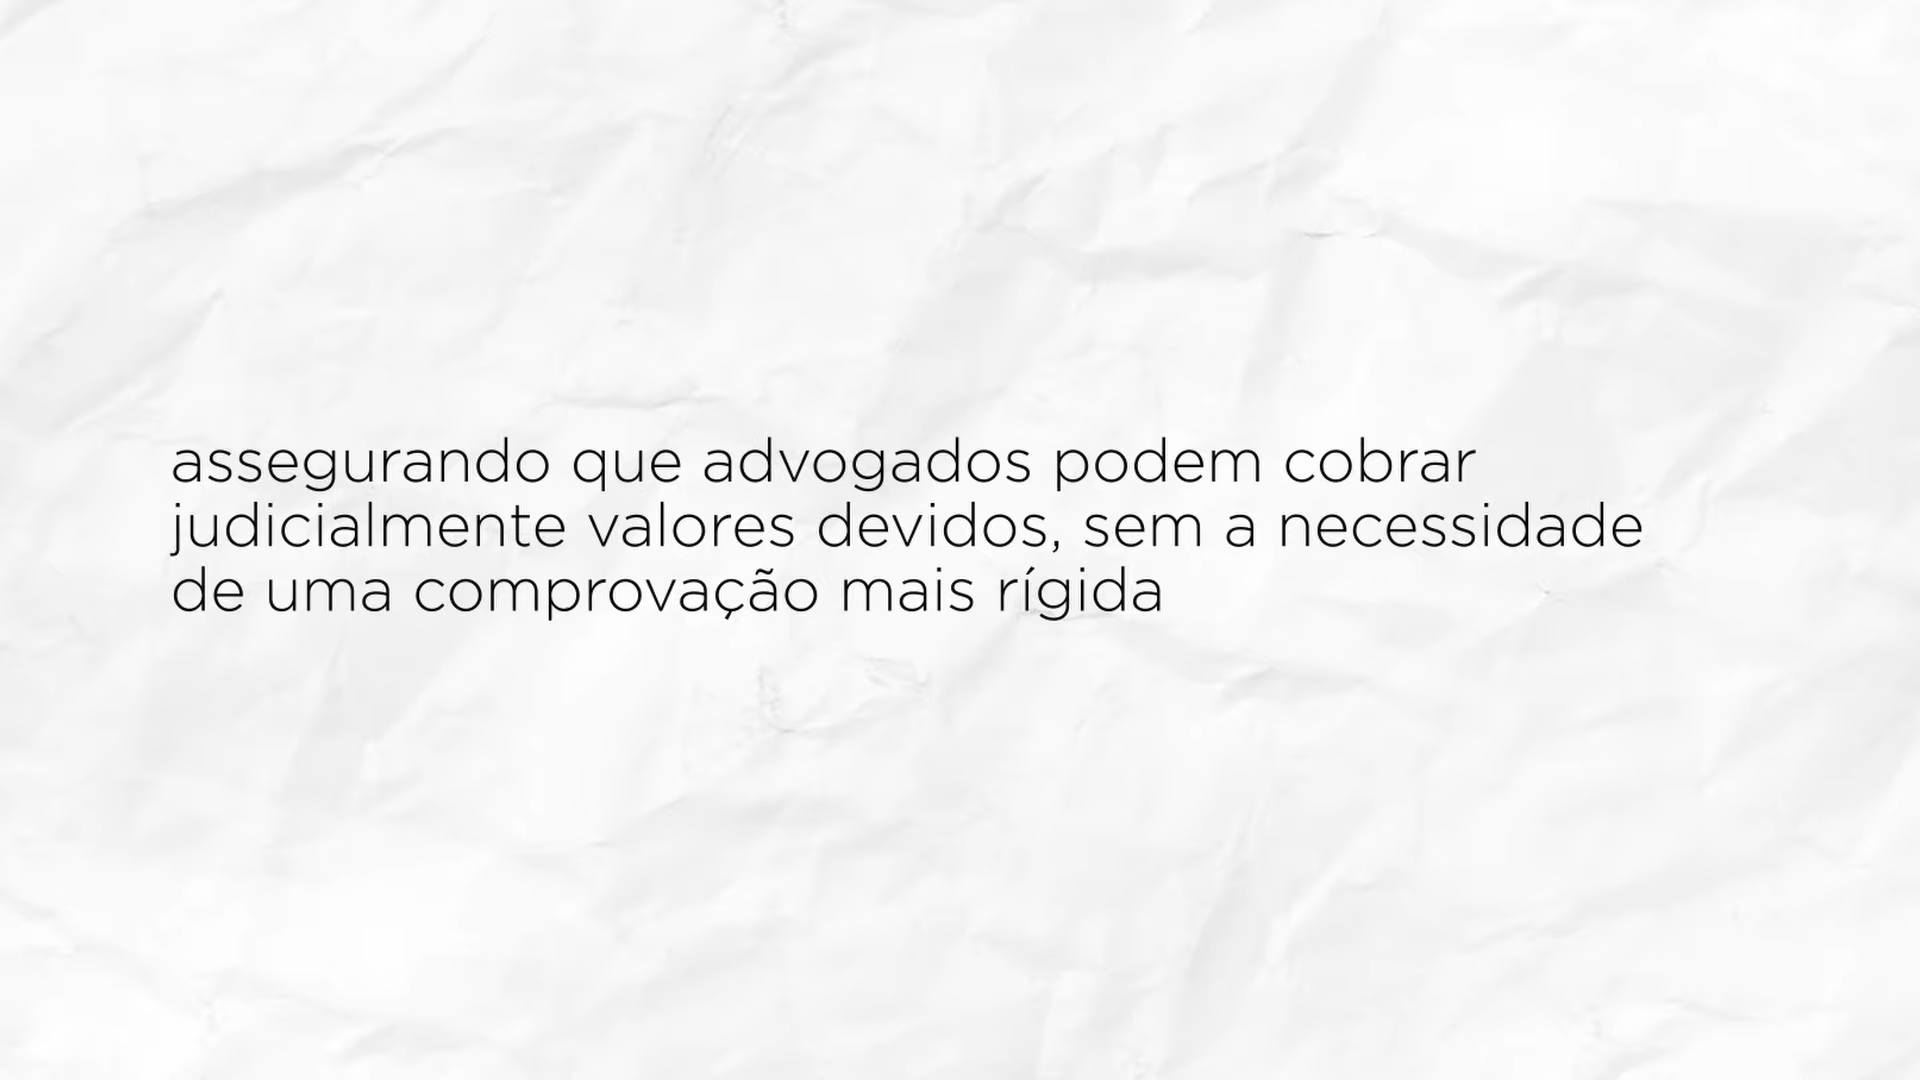 assegurando que advogados podem cobrar
judicialmente valores devidos, sem a necessidade
de uma comprovação mais rígida